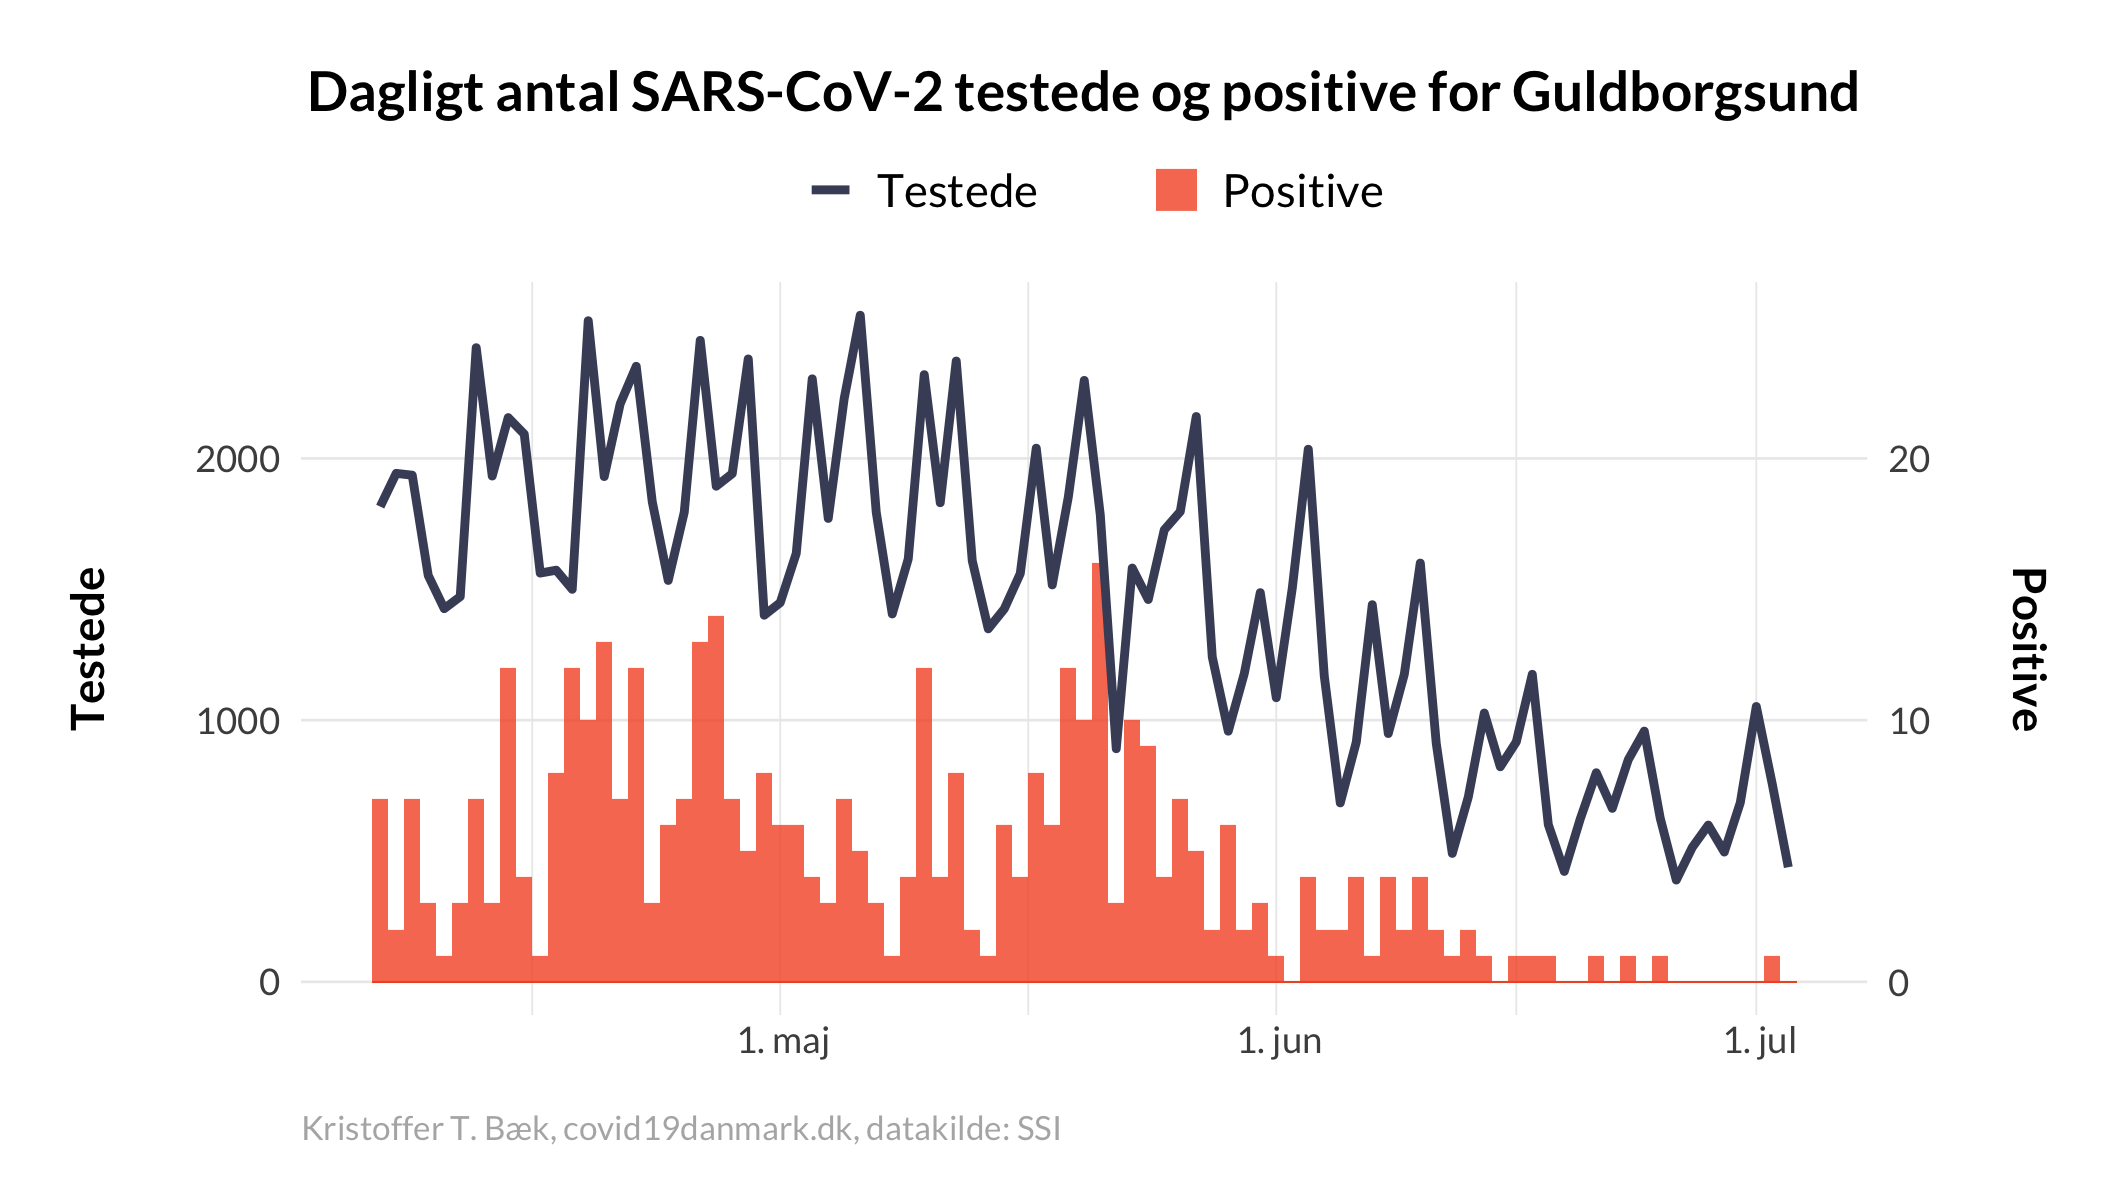 Dagligt antal SARS-CoV-2 testede og positive for Guldborgsund
Testede
Positive
2000
1000
0
Testede
20
10
0
Positive
1. maj
1. jun
1. jul
Kristoffer T. Bæk, covid19danmark.dk, datakilde: SSI